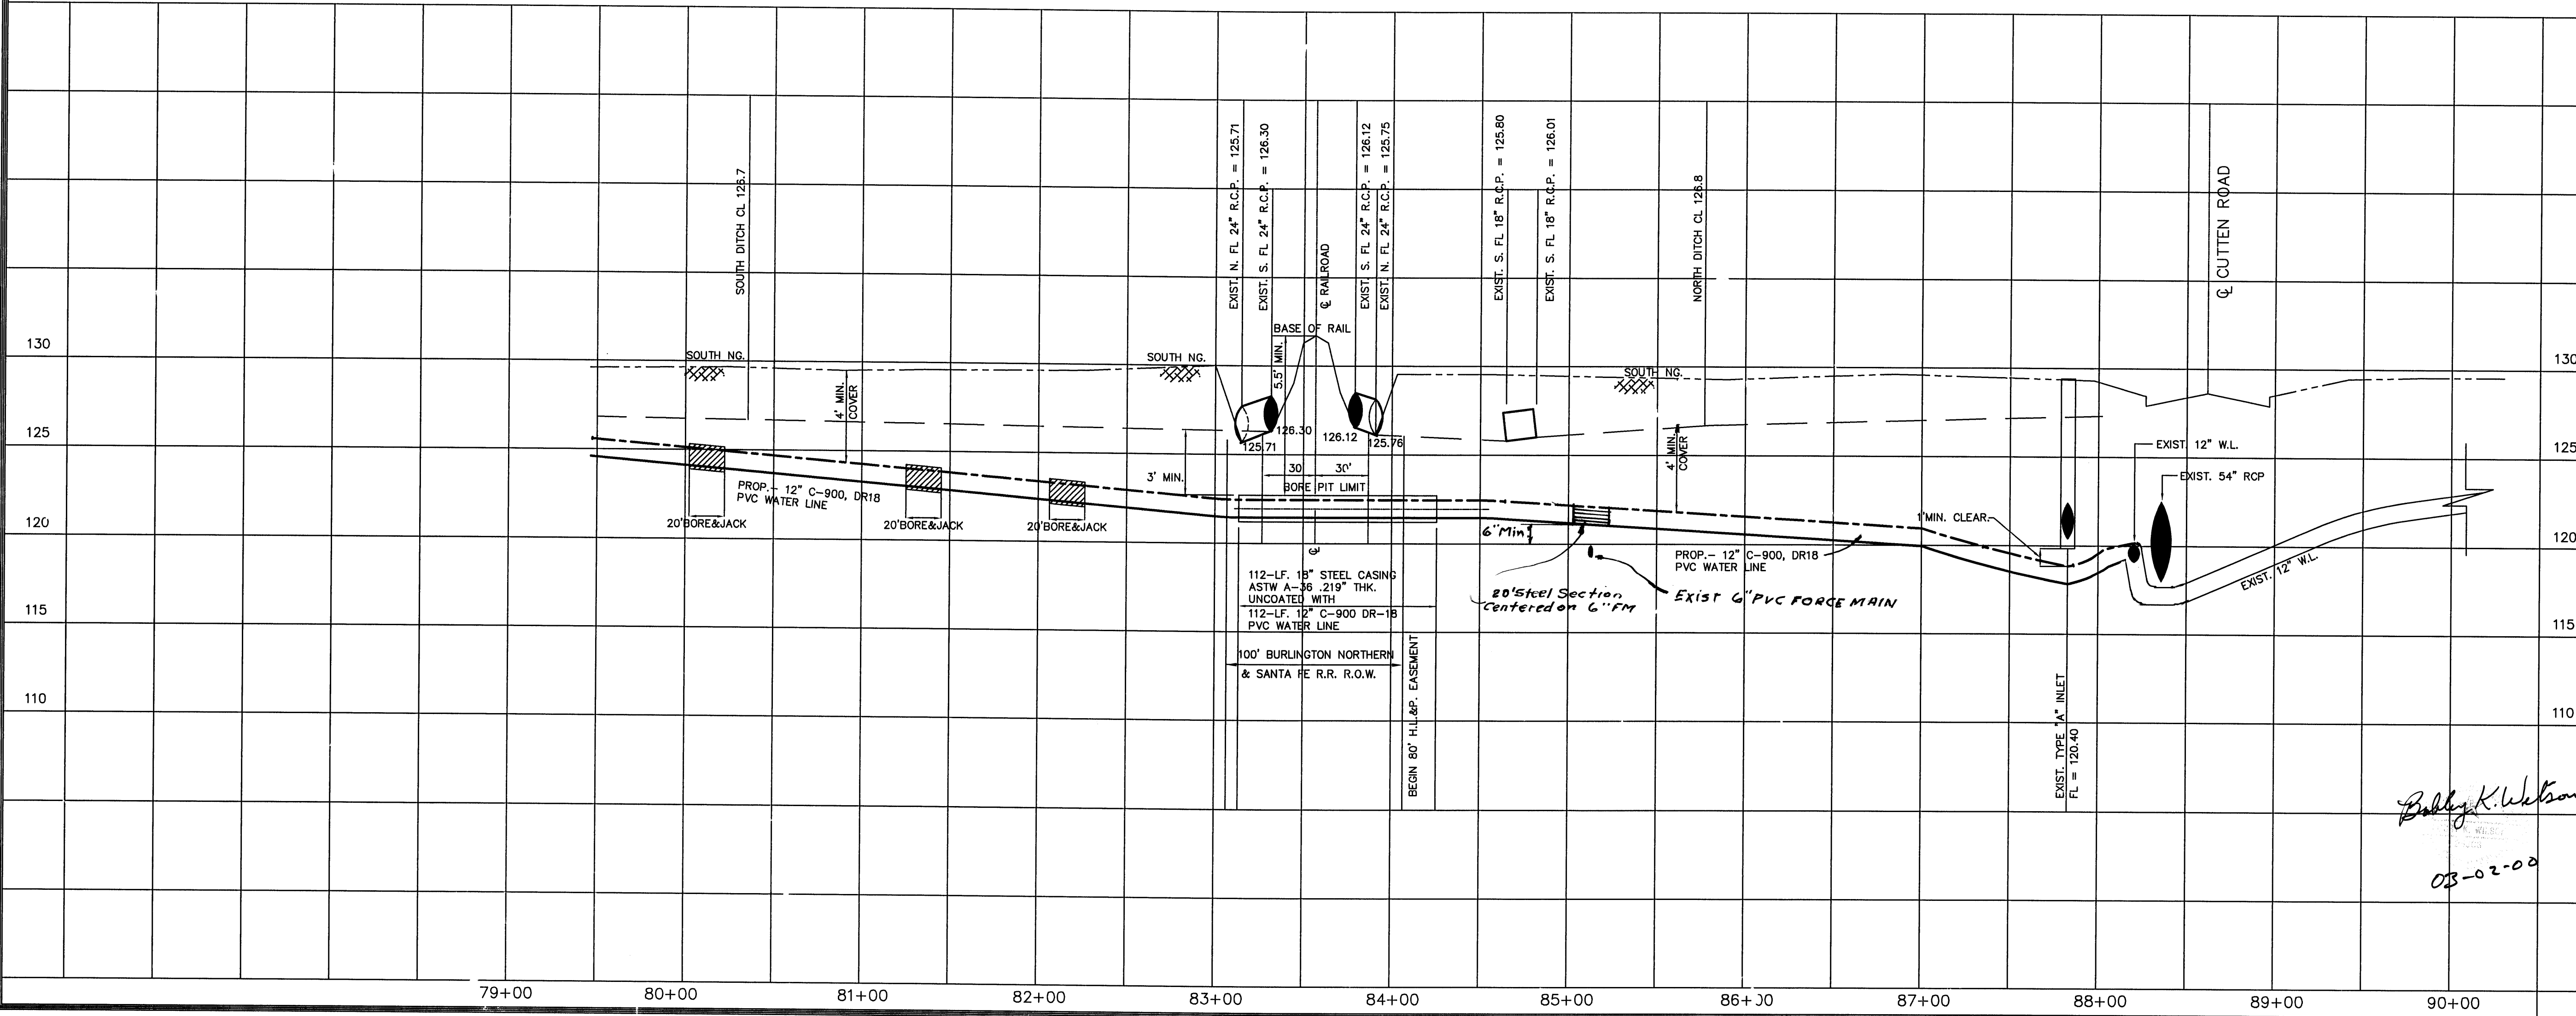 SOUTH DITCH CL 126.7
EXIST. N. FL 24" R.C.P. = 125.71
EXIST. S. FL 24" R.C.P. = 126.30
℄ RAILROAD
EXIST. S. FL 24" R.C.P. = 126.12
EXIST. N. FL 24" R.C.P. = 125.75
EXIST. S. FL 18" R.C.P. = 125.80
EXIST. S. FL 18" R.C.P. = 126.01
NORTH DITCH CL 126.8
℄ CUTTEN ROAD
BASE OF RAIL
130
SOUTH NG.
SOUTH NG.
5.5' MIN.
SOUTH NG.
130
4' MIN.
COVER
126.30
125.71
126.12
125.76
4' MIN.
COVER
125
EXIST. 12" W.L.
125
3' MIN.
30
30'
BORE PIT LIMIT
EXIST. 54" RCP
PROP.- 12" C-900, DR18
PVC WATER LINE
120
20'BORE&JACK
20'BORE&JACK
20'BORE&JACK
6" Min
1'MIN. CLEAR.
120
℄
PROP.- 12" C-900, DR18
PVC WATER LINE
112-LF. 18" STEEL CASING
ASTW A-36 .219" THK.
UNCOATED WITH
112-LF. 12" C-900 DR-18
PVC WATER LINE
20' Steel Section
Centered on 6" FM
EXIST 6" PVC FORCE MAIN
EXIST. 12" W.L.
115
115
100' BURLINGTON NORTHERN
& SANTA FE R.R. R.O.W.
BEGIN 80' H.L.&P. EASEMENT
EXIST. TYPE "A" INLET
FL = 120.40
110
110
Bobby K. Wilson
03-02-00
79+00
80+00
81+00
82+00
83+00
84+00
85+00
86+00
87+00
88+00
89+00
90+00